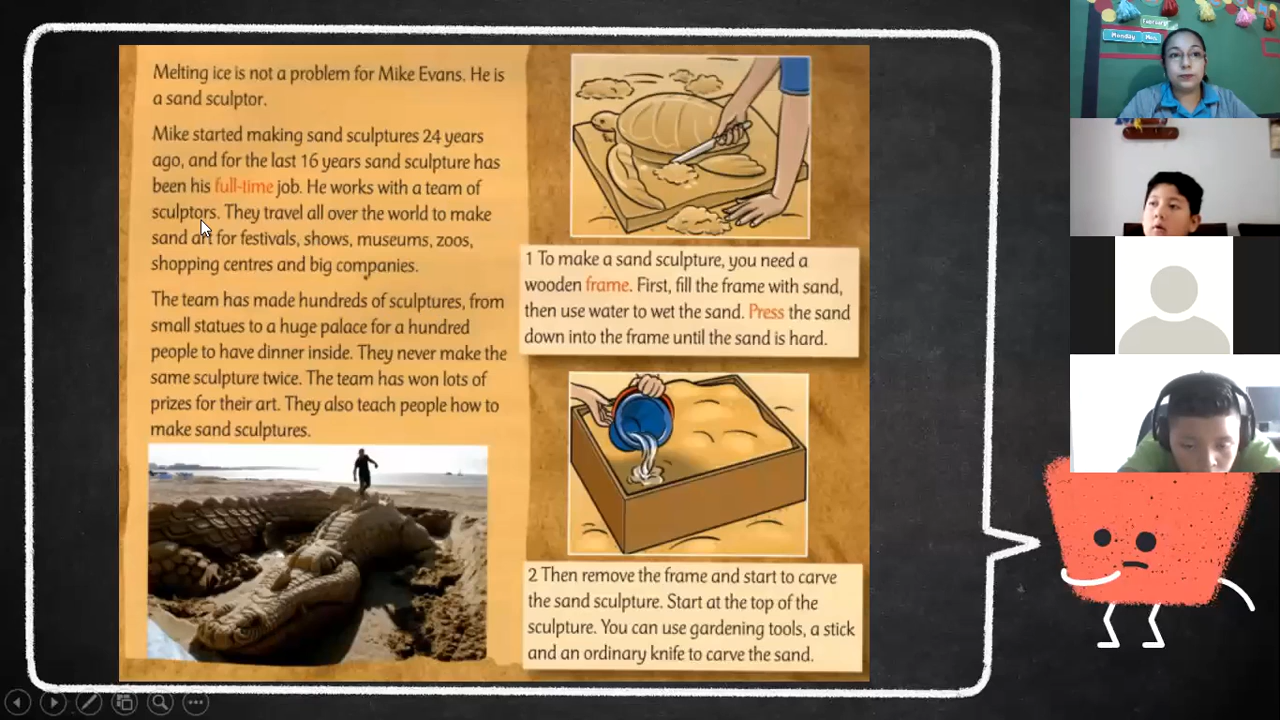 Melting ice is not a problem for Mike Evans. He is
a sand sculptor.
Mike started making sand sculptures 24 years
ago, and for the last 16 years sand sculpture has
been his full-time job. He works with a team of
sculptors. They travel all over the world to make
sand art for festivals, shows, museums, zoos,
shopping centres and big companies.
The team has made hundreds of sculptures, from
small statues to a huge palace for a hundred
people to have dinner inside. They never make the
same sculpture twice. The team has won lots of
prizes for their art. They also teach people how to
make sand sculptures.
1 To make a sand sculpture, you need a
wooden frame. First, fill the frame with sand,
then use water to wet the sand. Press the sand
down into the frame until the sand is hard.
2 Then remove the frame and start to carve
the sand sculpture. Start at the top of the
sculpture. You can use gardening tools, a stick
and an ordinary knife to carve the sand.
February
Monday